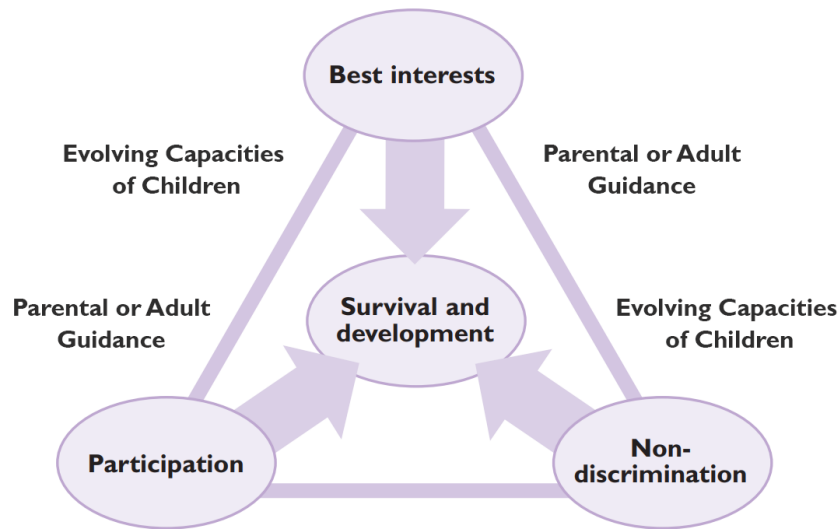 Best interests
Evolving Capacities
of Children
Parental or Adult
Guidance
Parental or Adult
Guidance
Survival and
development
Evolving Capacities
of Children
Participation
Non-
discrimination